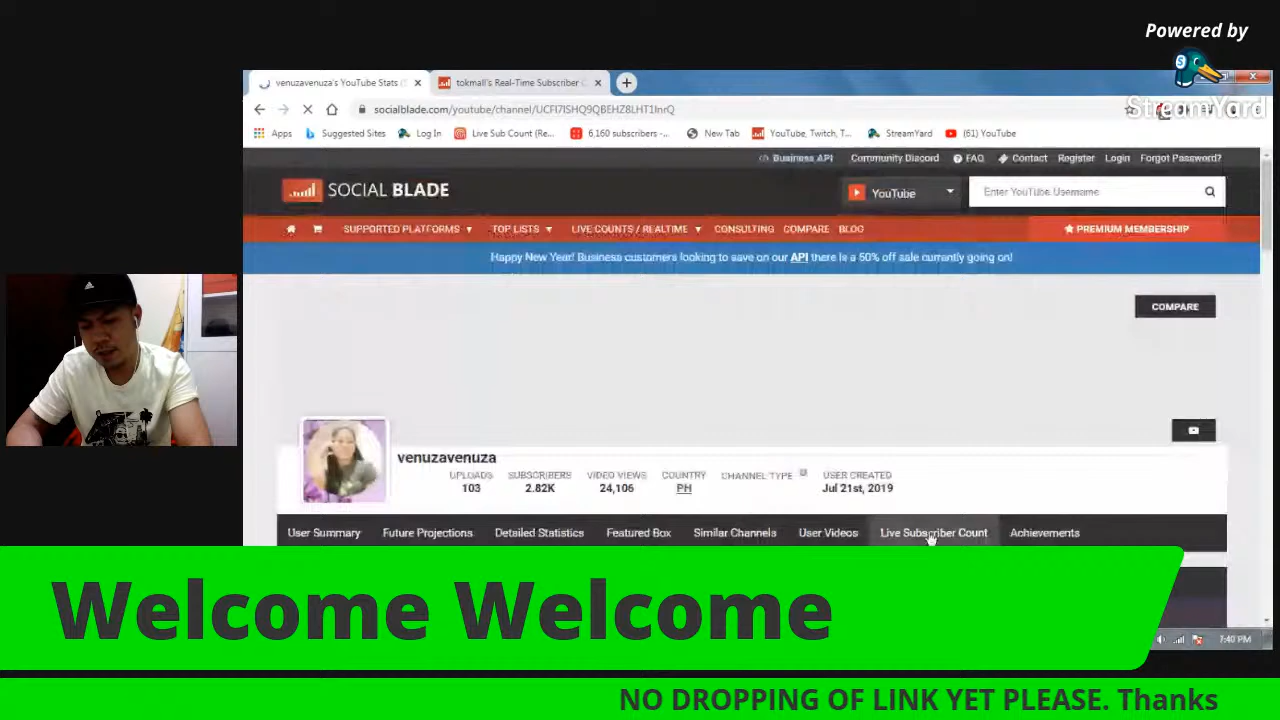 Powered by
StreamYard
venuzavenuza's YouTube Stats
tokmall's Real-Time Subscriber C
socialblade.com/youtube/channel/UCFI7ISHQ9QBEHZ8LHT1InrQ
Apps
Suggested Sites
Log In
Live Sub Count (Re...
6,160 subscribers -...
New Tab
YouTube, Twitch, T...
StreamYard
(61) YouTube
Business API
Community Discord
FAQ
Contact
Register
Login
Forgot Password?
SOCIAL BLADE
YouTube
Enter YouTube Username
SUPPORTED PLATFORMS
TOP LISTS
LIVE COUNTS / REALTIME
CONSULTING
COMPARE
BLOG
PREMIUM MEMBERSHIP
Happy New Year! Business customers looking to save on our API there is a 50% off sale currently going on!
COMPARE
venuzavenuza
UPLOADS
103
SUBSCRIBERS
2.82K
VIDEO VIEWS
24,106
COUNTRY
PH
CHANNEL TYPE
USER CREATED
Jul 21st, 2019
User Summary
Future Projections
Detailed Statistics
Featured Box
Similar Channels
User Videos
Live Subscriber Count
Achievements
Welcome Welcome
7:40 PM
NO DROPPING OF LINK YET PLEASE. Thanks